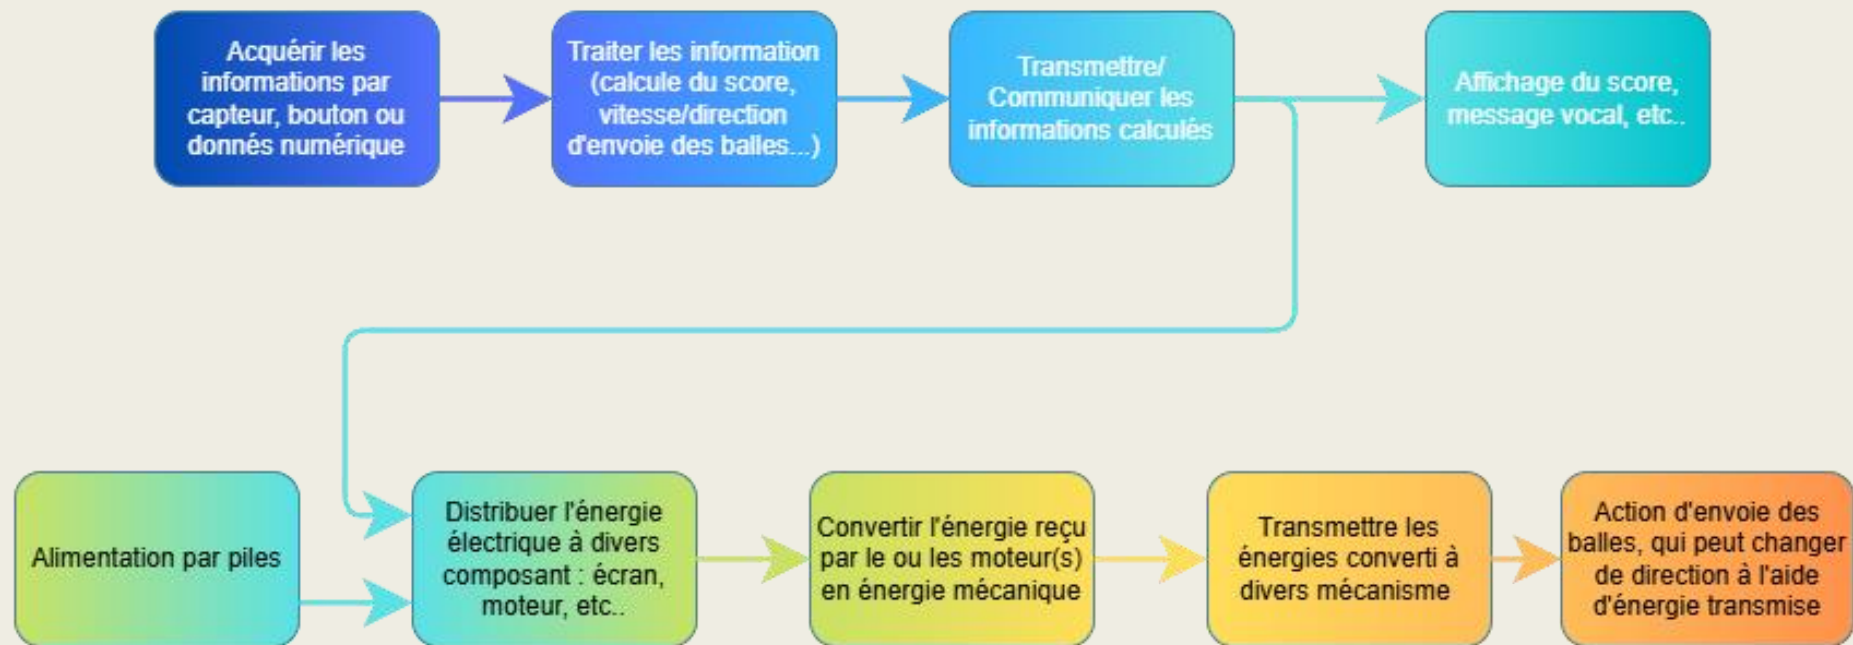 Acquérir les
informations par
capteur, bouton ou
donnés numérique
Traiter les information
(calcule du score,
vitesse/direction
d'envoie des balles...)
Transmettre/
Communiquer les
informations calculés
Affichage du score,
message vocal, etc..
Alimentation par piles
Distribuer l'énergie
électrique à divers
composant : écran,
moteur, etc..
Convertir l'énergie reçu
par le ou les moteur(s)
en énergie mécanique
Transmettre les
énergies converti à
divers mécanisme
Action d'envoie des
balles, qui peut changer
de direction à l'aide
d'énergie transmise